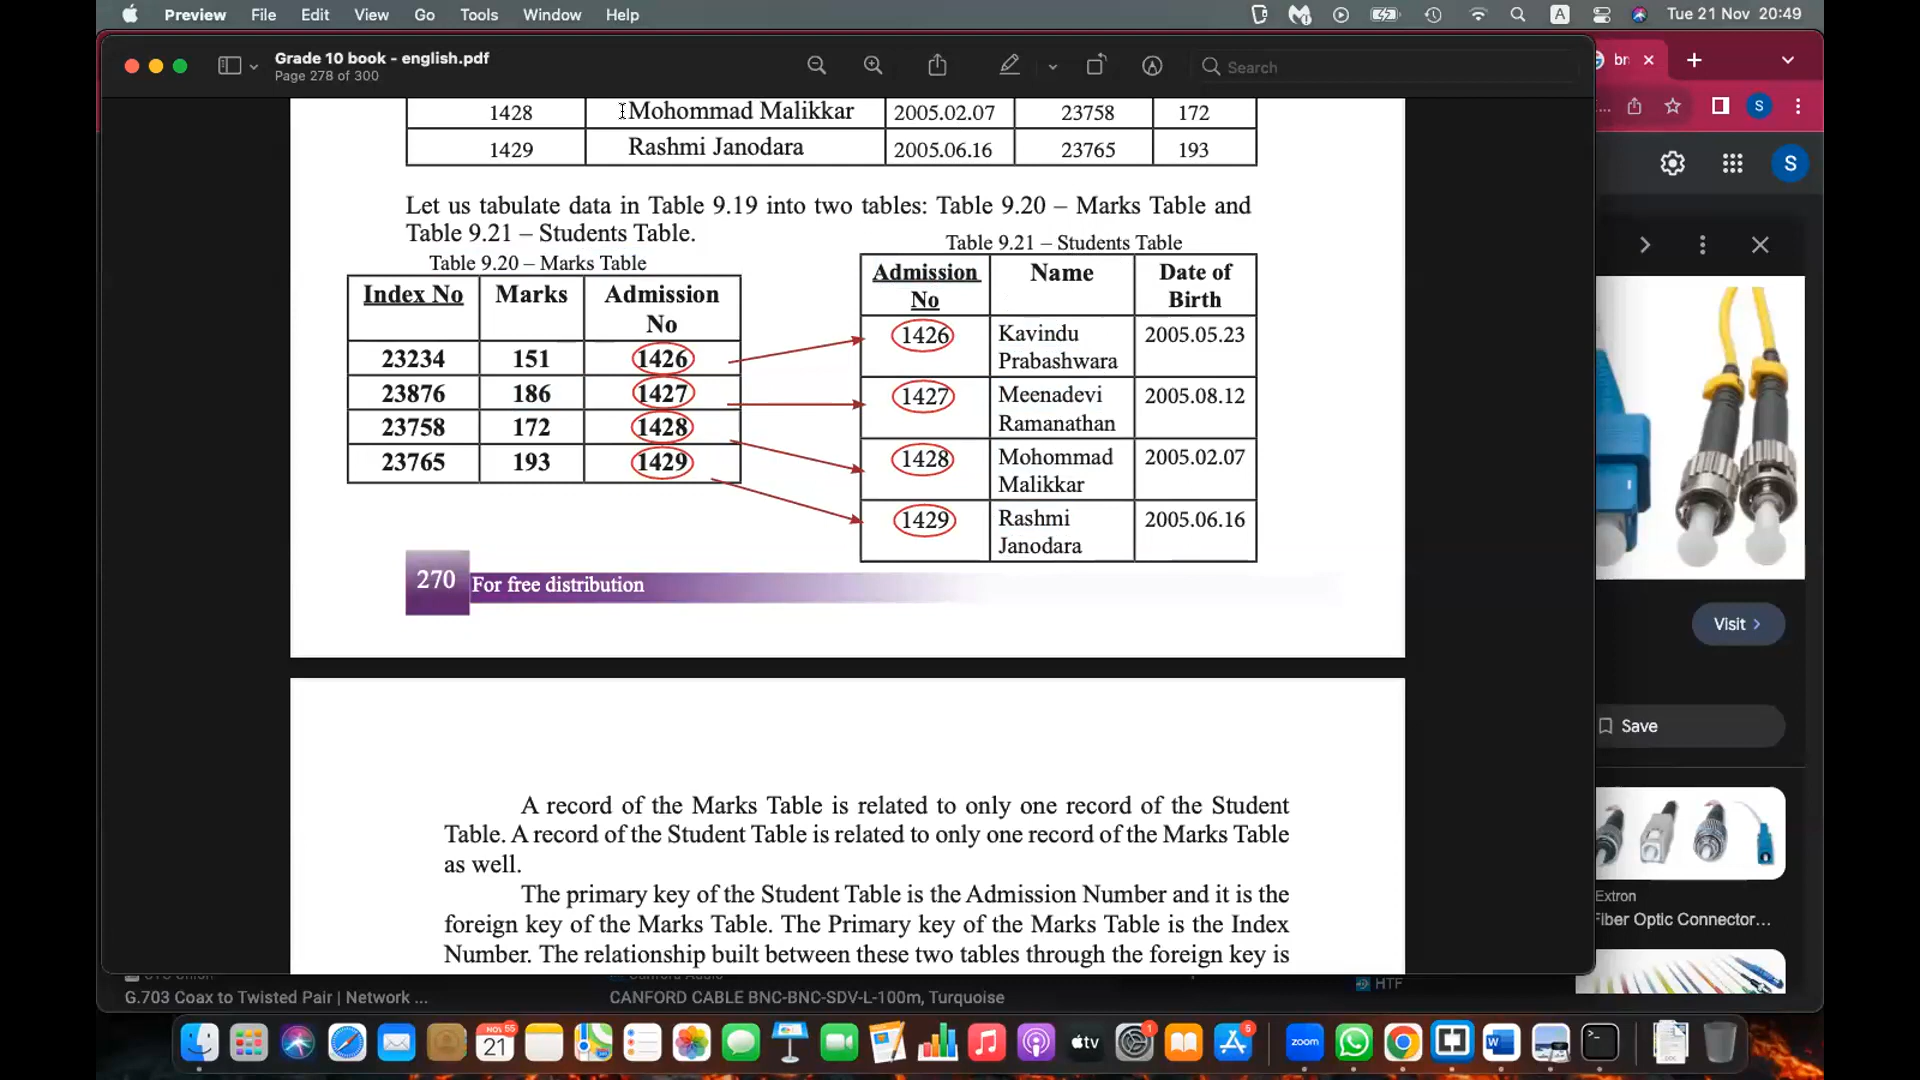 Preview File Edit View Go Tools Window Help
A
Tue 21 Nov 20:49
Grade 10 book - english.pdf
Page 278 of 300
Search
br
S
1428 Mohommad Malikkar 2005.02.07 23758 172
1429 Rashmi Janodara 2005.06.16 23765 193
S
Let us tabulate data in Table 9.19 into two tables: Table 9.20 – Marks Table and
Table 9.21 – Students Table.
Table 9.20 – Marks Table
Index No Marks Admission
No
23234 151 1426
23876 186 1427
23758 172 1428
23765 193 1429
Table 9.21 – Students Table
Admission Name Date of
No Birth
1426 Kavindu 2005.05.23
Prabashwara
1427 Meenadevi 2005.08.12
Ramanathan
1428 Mohommad 2005.02.07
Malikkar
1429 Rashmi 2005.06.16
Janodara
270 For free distribution
Visit
Save
A record of the Marks Table is related to only one record of the Student
Table. A record of the Student Table is related to only one record of the Marks Table
as well.
The primary key of the Student Table is the Admission Number and it is the
foreign key of the Marks Table. The Primary key of the Marks Table is the Index
Number. The relationship built between these two tables through the foreign key is
Extron
Fiber Optic Connector...
G.703 Coax to Twisted Pair | Network ...
CANFORD CABLE BNC-BNC-SDV-L-100m, Turquoise
HTF
NOV
21
tv
1
5
zoom
W